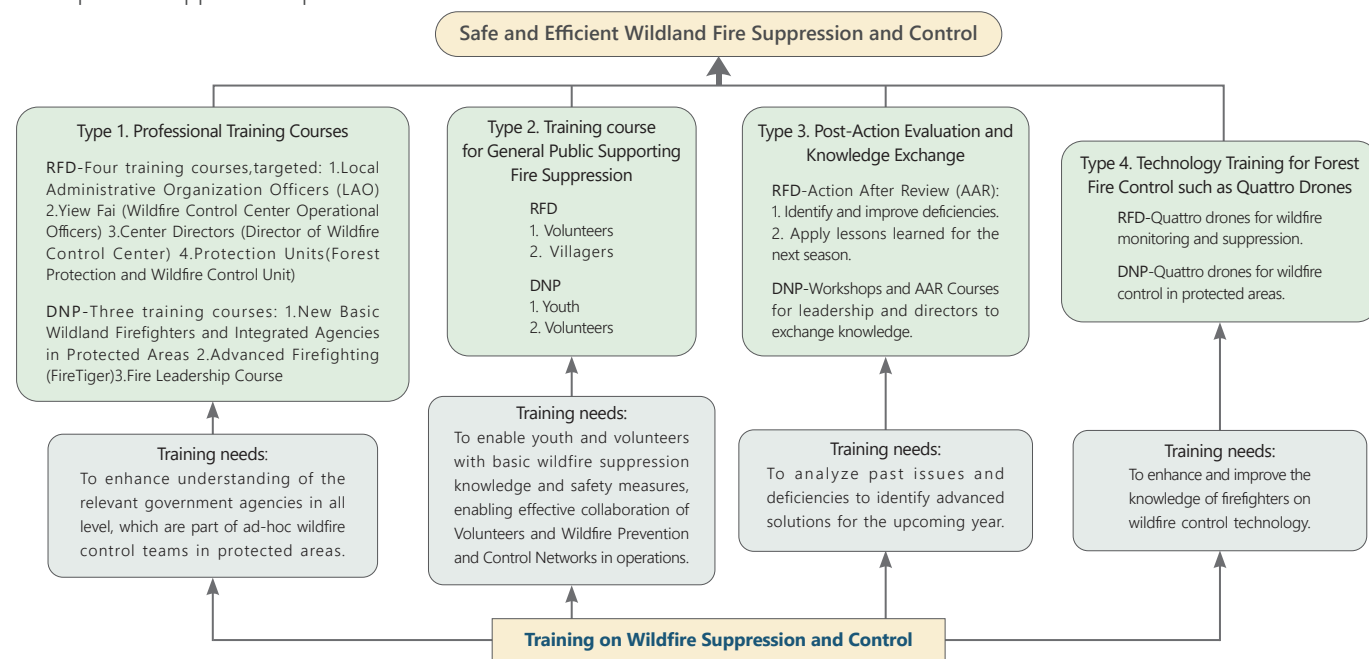 Safe and Efficient Wildland Fire Suppression and Control
Type 1. Professional Training Courses
RFD-Four training courses,targeted: 1.Local
Administrative Organization Officers (LAO)
2.Yiew Fai (Wildfire Control Center Operational
Officers) 3.Center Directors (Director of Wildfire
Control Center) 4.Protection Units(Forest
Protection and Wildfire Control Unit)
DNP-Three training courses: 1.New Basic
Wildland Firefighters and Integrated Agencies
in Protected Areas 2.Advanced Firefighting
(FireTiger)3.Fire Leadership Course
Type 2. Training course
for General Public Supporting
Fire Suppression
RFD
1. Volunteers
2. Villagers
DNP
1. Youth
2. Volunteers
Type 3. Post-Action Evaluation and
Knowledge Exchange
RFD-Action After Review (AAR):
1. Identify and improve deficiencies.
2. Apply lessons learned for the
next season.
DNP-Workshops and AAR Courses
for leadership and directors to
exchange knowledge.
Type 4. Technology Training for Forest
Fire Control such as Quattro Drones
RFD-Quattro drones for wildfire
monitoring and suppression.
DNP-Quattro drones for wildfire
control in protected areas.
Training needs:
To enhance understanding of the
relevant government agencies in all
level, which are part of ad-hoc wildfire
control teams in protected areas.
Training needs:
To enable youth and volunteers
with basic wildfire suppression
knowledge and safety measures,
enabling effective collaboration of
Volunteers and Wildfire Prevention
and Control Networks in operations.
Training needs:
To analyze past issues and
deficiencies to identify advanced
solutions for the upcoming year.
Training needs:
To enhance and improve the
knowledge of firefighters on
wildfire control technology.
Training on Wildfire Suppression and Control